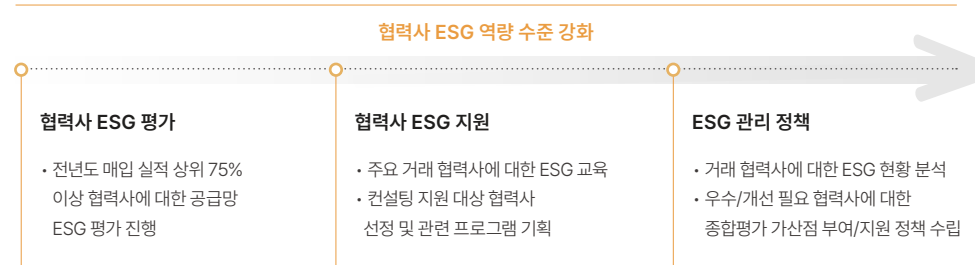 협력사 ESG 역량 수준 강화
협력사 ESG 평가
• 전년도 매입 실적 상위 75%
이상 협력사에 대한 공급망
ESG 평가 진행
협력사 ESG 지원
• 주요 거래 협력사에 대한 ESG 교육
• 컨설팅 지원 대상 협력사
선정 및 관련 프로그램 기획
ESG 관리 정책
• 거래 협력사에 대한 ESG 현황 분석
• 우수/개선 필요 협력사에 대한
종합평가 가산점 부여/지원 정책 수립